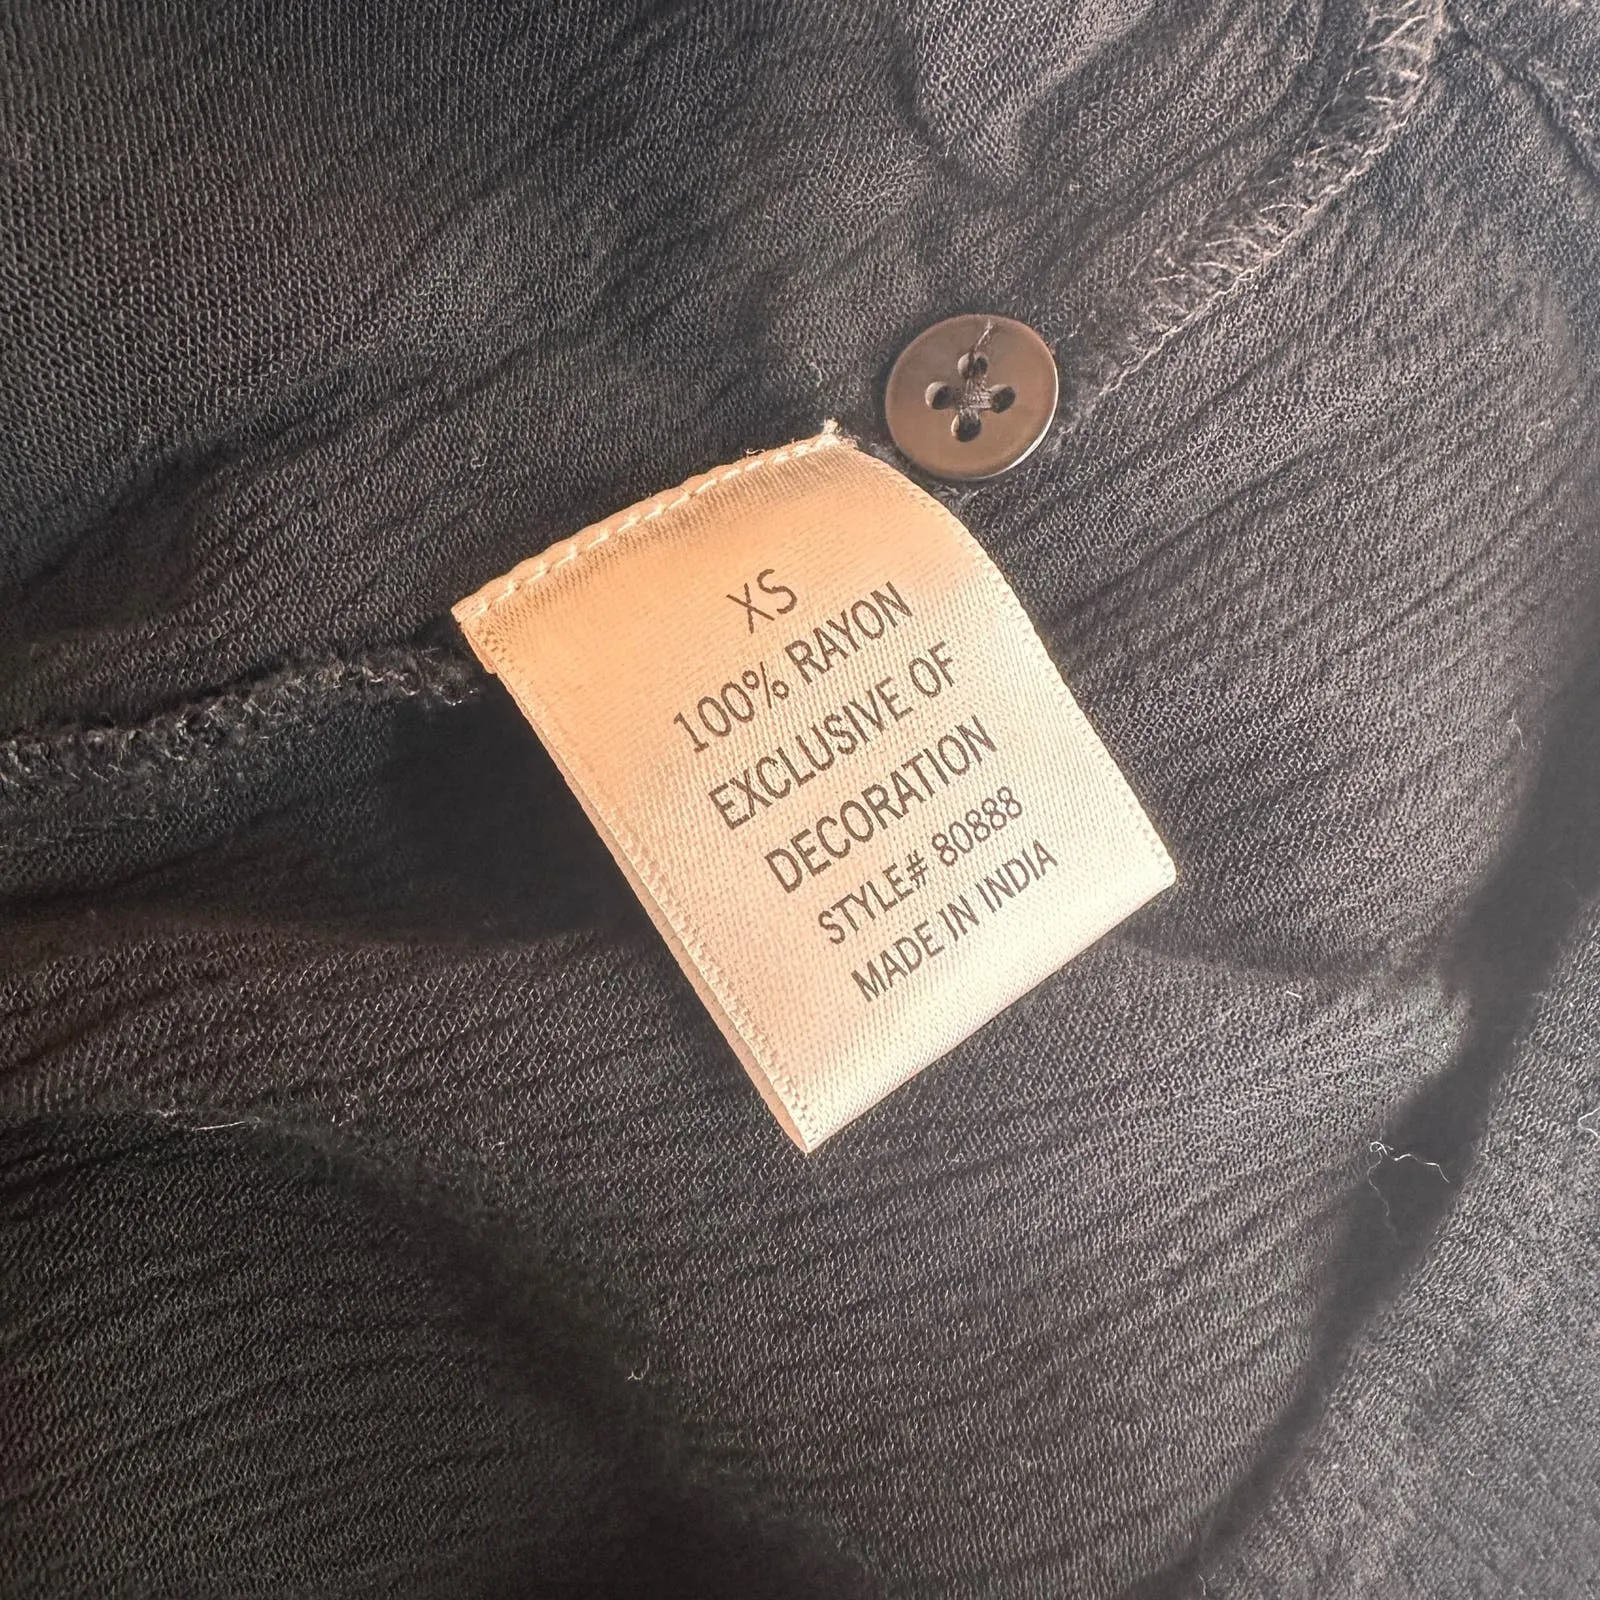 XS
100% RAYON
EXCLUSIVE OF
DECORATION
STYLE# 80888
MADE IN INDIA